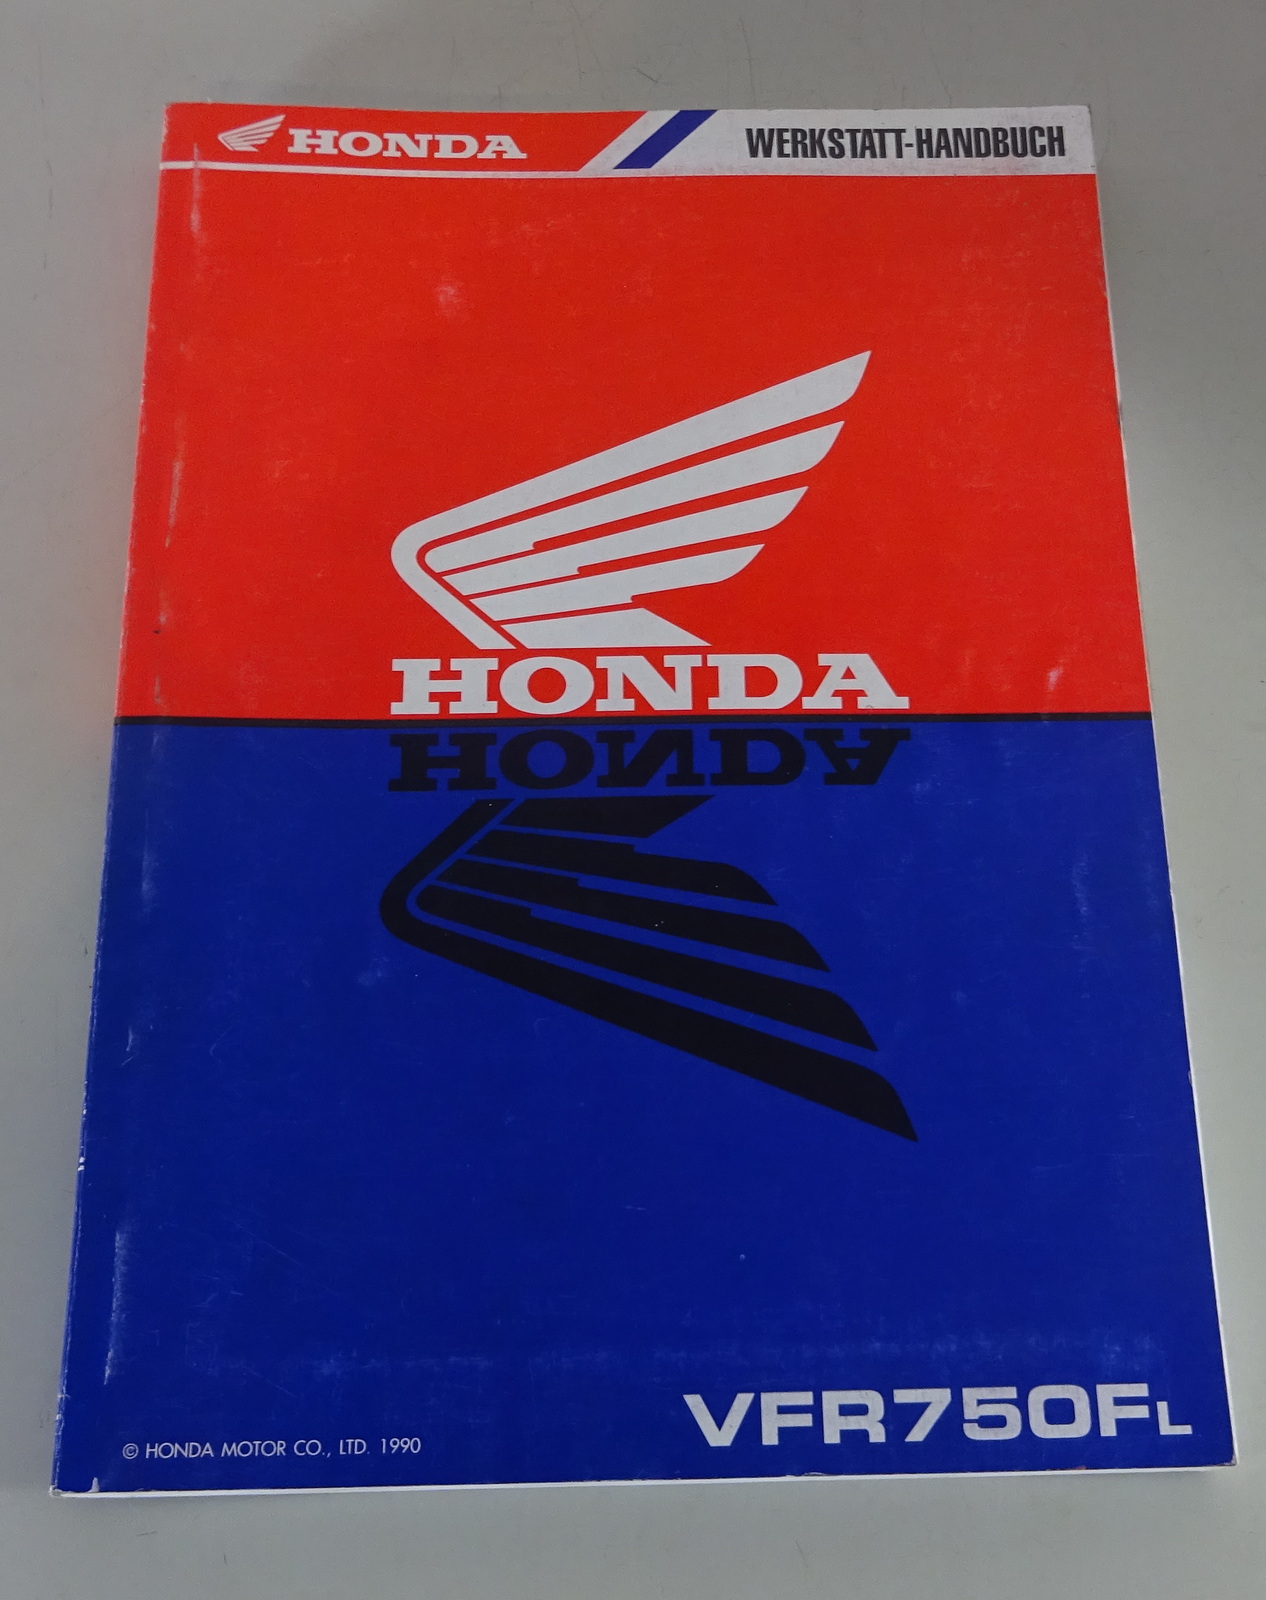 HONDA
WERKSTATT-HANDBUCH
HONDA
HONDA
VFR750FL
© HONDA MOTOR CO., LTD. 1990